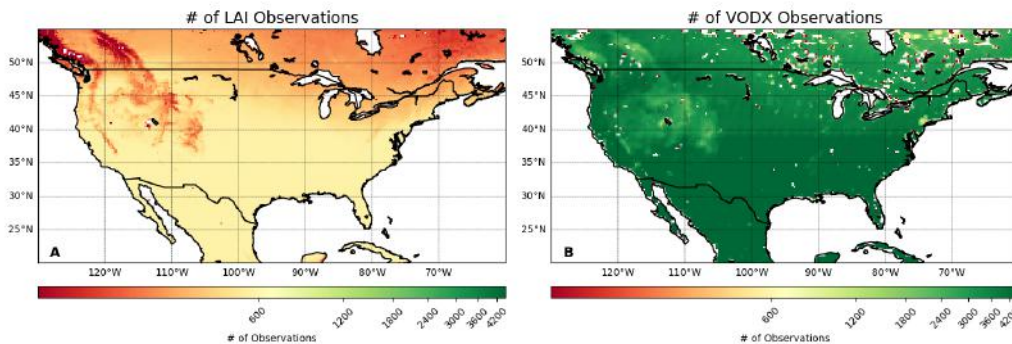 # of LAI Observations
50°N
45°N
40°N
35°N
30°N
25°N
A
120°W 110°W 100°W 90°W 80°W 70°W
600 1200 1800 2400 3000 3600 4200
# of Observations
# of VODX Observations
50°N
45°N
40°N
35°N
30°N
25°N
B
120°W 110°W 100°W 90°W 80°W 70°W
600 1200 1800 2400 3000 3600 4200
# of Observations